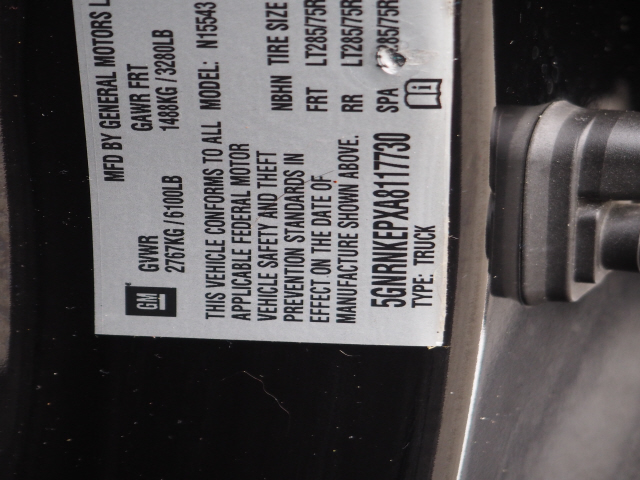 MFD BY GENERAL MOTORS L
GVWR GAWR FRT
2767KG / 6100LB 1488KG / 3280LB
GM
THIS VEHICLE CONFORMS TO ALL
APPLICABLE FEDERAL MOTOR
VEHICLE SAFETY AND THEFT
PREVENTION STANDARDS IN
EFFECT ON THE DATE OF
MANUFACTURE SHOWN ABOVE.
5GNRNKEPXA8117730
TYPE: TRUCK
MODEL: N15543
NBHN TIRE SIZE
FRT LT285/75R
RR LT285/75R
SPA